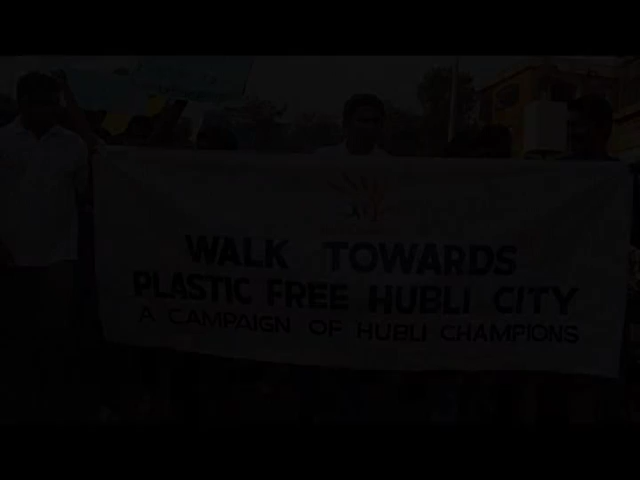 WALK TOWARDS
PLASTIC FREE HUBLI CITY
A CAMPAIGN OF HUBLI CHAMPIONS